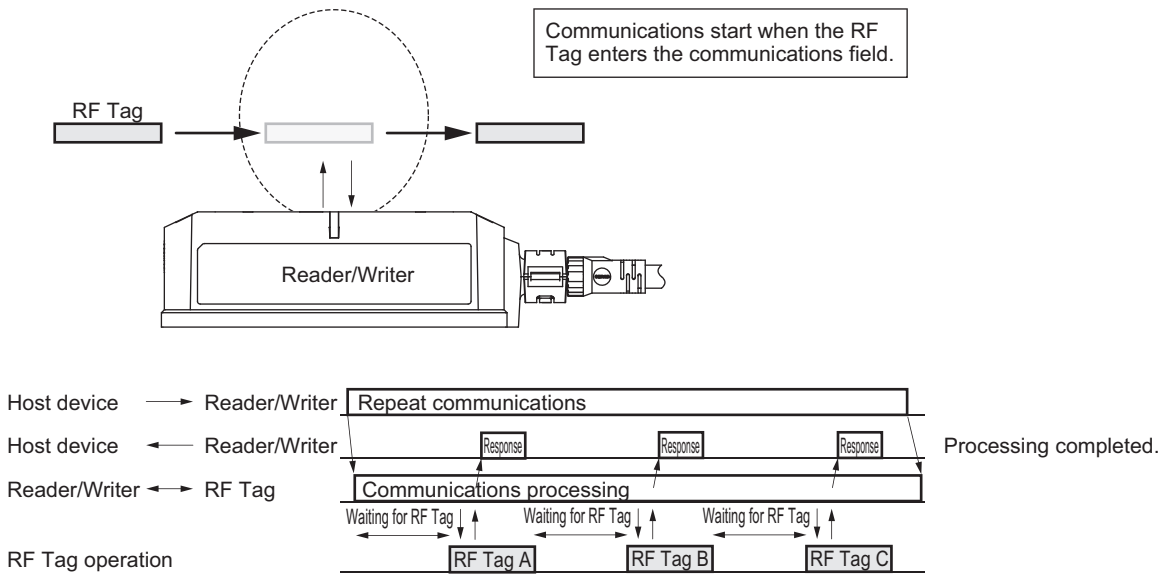 Communications start when the RF
Tag enters the communications field.
RF Tag
Reader/Writer
Host device Reader/Writer Repeat communications
Host device Reader/Writer Response Response Response Processing completed.
Reader/Writer RF Tag Communications processing
Waiting for RF Tag Waiting for RF Tag Waiting for RF Tag
RF Tag operation RF Tag A RF Tag B RF Tag C